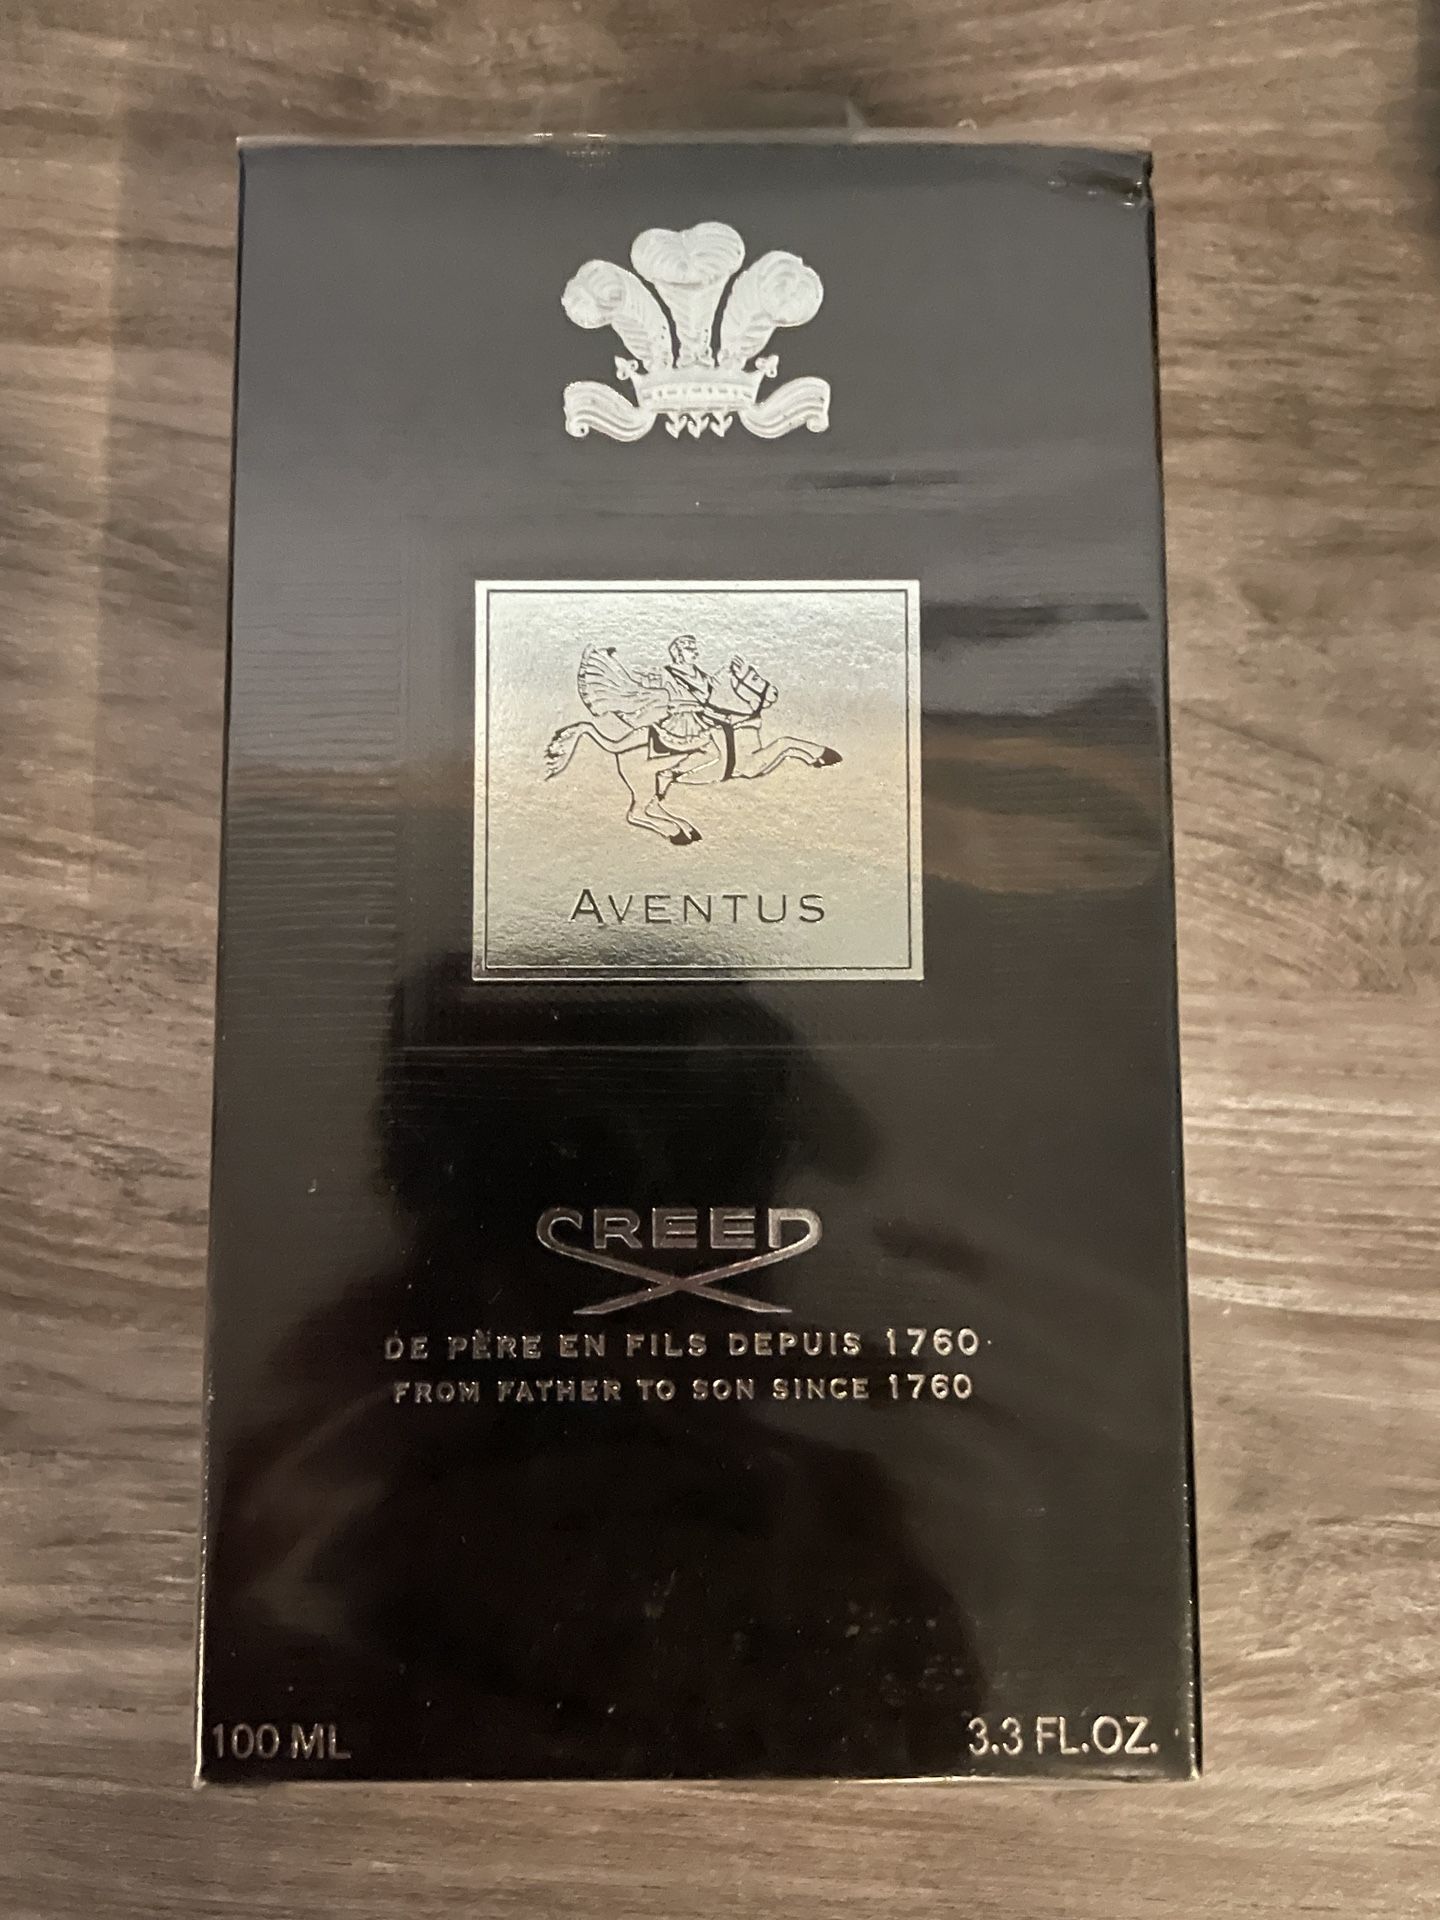 AVENTUS
CREED
DE PÈRE EN FILS DEPUIS 1760
FROM FATHER TO SON SINCE 1760
100 ML
3.3 FL.OZ.